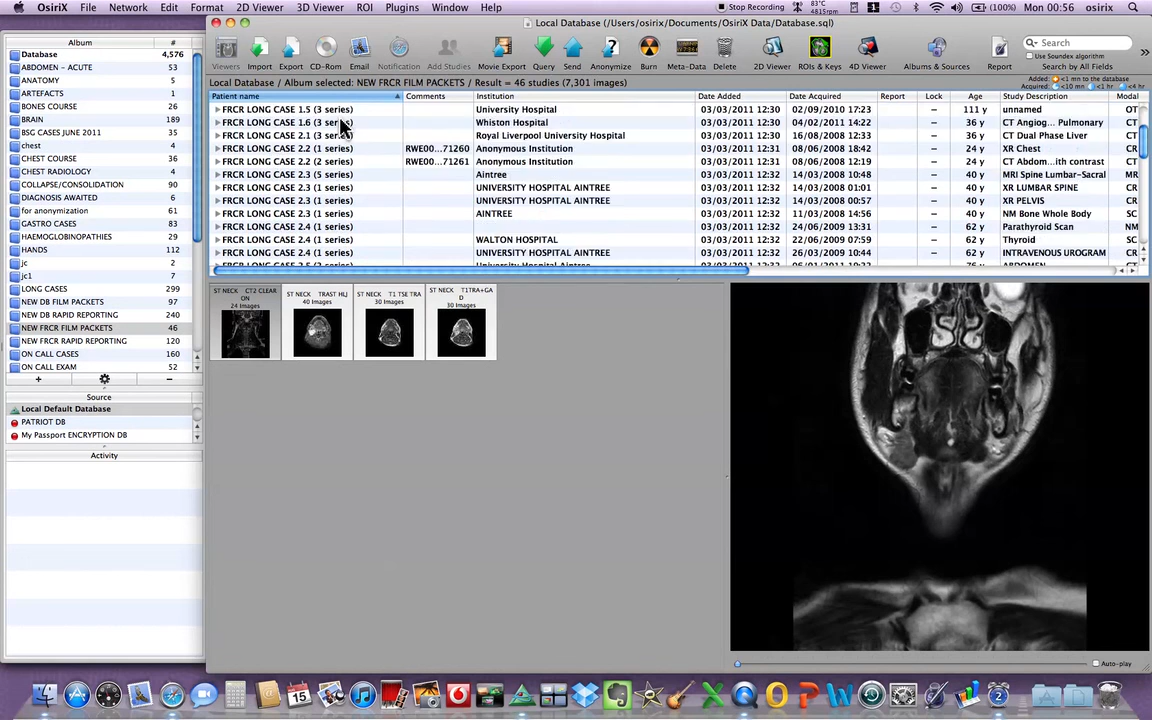 OsiriX File Network Edit Format 2D Viewer 3D Viewer ROI Plugins Window Help
Stop Recording 83°C 4815rpm 1 (100%) Mon 00:56 osirix
Local Database (/Users/osirix/Documents/OsiriX Data/Database.sql)
Viewers Import Export CD-Rom Email Notification Add Studies Movie Export Query Send Anonymize Burn Meta-Data Delete 2D Viewer ROIs & Keys 4D Viewer Albums & Sources Report
Search
Use Soundex algorithm
Search by All Fields
Local Database / Album selected: NEW FRCR FILM PACKETS / Result = 46 studies (7,301 images)
Added: <1 mn to the database
Acquired: <10 mn <1 hr <4 hr
Patient name Comments Institution Date Added Date Acquired Report Lock Age Study Description Modal
FRCR LONG CASE 1.5 (3 series) University Hospital 03/03/2011 12:30 02/09/2010 17:23 – 111 y unnamed OT
FRCR LONG CASE 1.6 (3 series) Whiston Hospital 03/03/2011 12:30 04/02/2011 14:22 – 36 y CT Angiog... Pulmonary CT
FRCR LONG CASE 2.1 (3 series) Royal Liverpool University Hospital 03/03/2011 12:30 16/08/2008 12:33 – 36 y CT Dual Phase Liver CT
FRCR LONG CASE 2.2 (1 series) RWE00...71260 Anonymous Institution 03/03/2011 12:31 08/06/2008 18:42 – 24 y XR Chest CR
FRCR LONG CASE 2.2 (2 series) RWE00...71261 Anonymous Institution 03/03/2011 12:31 08/06/2008 12:19 – 24 y CT Abdom...ith contrast CT
FRCR LONG CASE 2.3 (5 series) Aintree 03/03/2011 12:32 14/03/2008 10:48 – 40 y MRI Spine Lumbar-Sacral MR
FRCR LONG CASE 2.3 (1 series) UNIVERSITY HOSPITAL AINTREE 03/03/2011 12:32 14/03/2008 01:01 – 40 y XR LUMBAR SPINE CR
FRCR LONG CASE 2.3 (1 series) UNIVERSITY HOSPITAL AINTREE 03/03/2011 12:32 14/03/2008 00:57 – 40 y XR PELVIS CR
FRCR LONG CASE 2.3 (1 series) AINTREE 03/03/2011 12:32 11/03/2008 14:56 – 40 y NM Bone Whole Body SC
FRCR LONG CASE 2.4 (1 series) 03/03/2011 12:32 24/06/2009 13:31 – 62 y Parathyroid Scan NM
FRCR LONG CASE 2.4 (1 series) WALTON HOSPITAL 03/03/2011 12:32 22/06/2009 07:59 – 62 y Thyroid SC
FRCR LONG CASE 2.4 (1 series) UNIVERSITY HOSPITAL AINTREE 03/03/2011 12:32 26/03/2009 10:44 – 62 y INTRAVENOUS UROGRAM CR
Album #
Database 4,576
ABDOMEN - ACUTE 53
ANATOMY 5
ARTEFACTS 1
BONES COURSE 26
BRAIN 189
BSG CASES JUNE 2011 35
chest 4
CHEST COURSE 36
CHEST RADIOLOGY 4
COLLAPSE/CONSOLIDATION 90
DIAGNOSIS AWAITED 6
for anonymization 61
GASTRO CASES 83
HAEMOGLOBINOPATHIES 29
HANDS 12
jc 2
jc1 7
LONG CASES 299
NEW DB FILM PACKETS 97
NEW DB RAPID REPORTING 240
NEW FRCR FILM PACKETS 46
NEW FRCR RAPID REPORTING 120
ON CALL CASES 160
ON CALL EXAM 52
Source
Local Default Database
PATRIOT DB
My Passport ENCRYPTION DB
Activity
ST NECK CT2 CLEAR
ON
24 Images
ST NECK TRAST HLJ
40 Images
ST NECK T1 TSE TRA
30 Images
ST NECK T1TRA+GA
D
30 Images
Auto-play
15
2